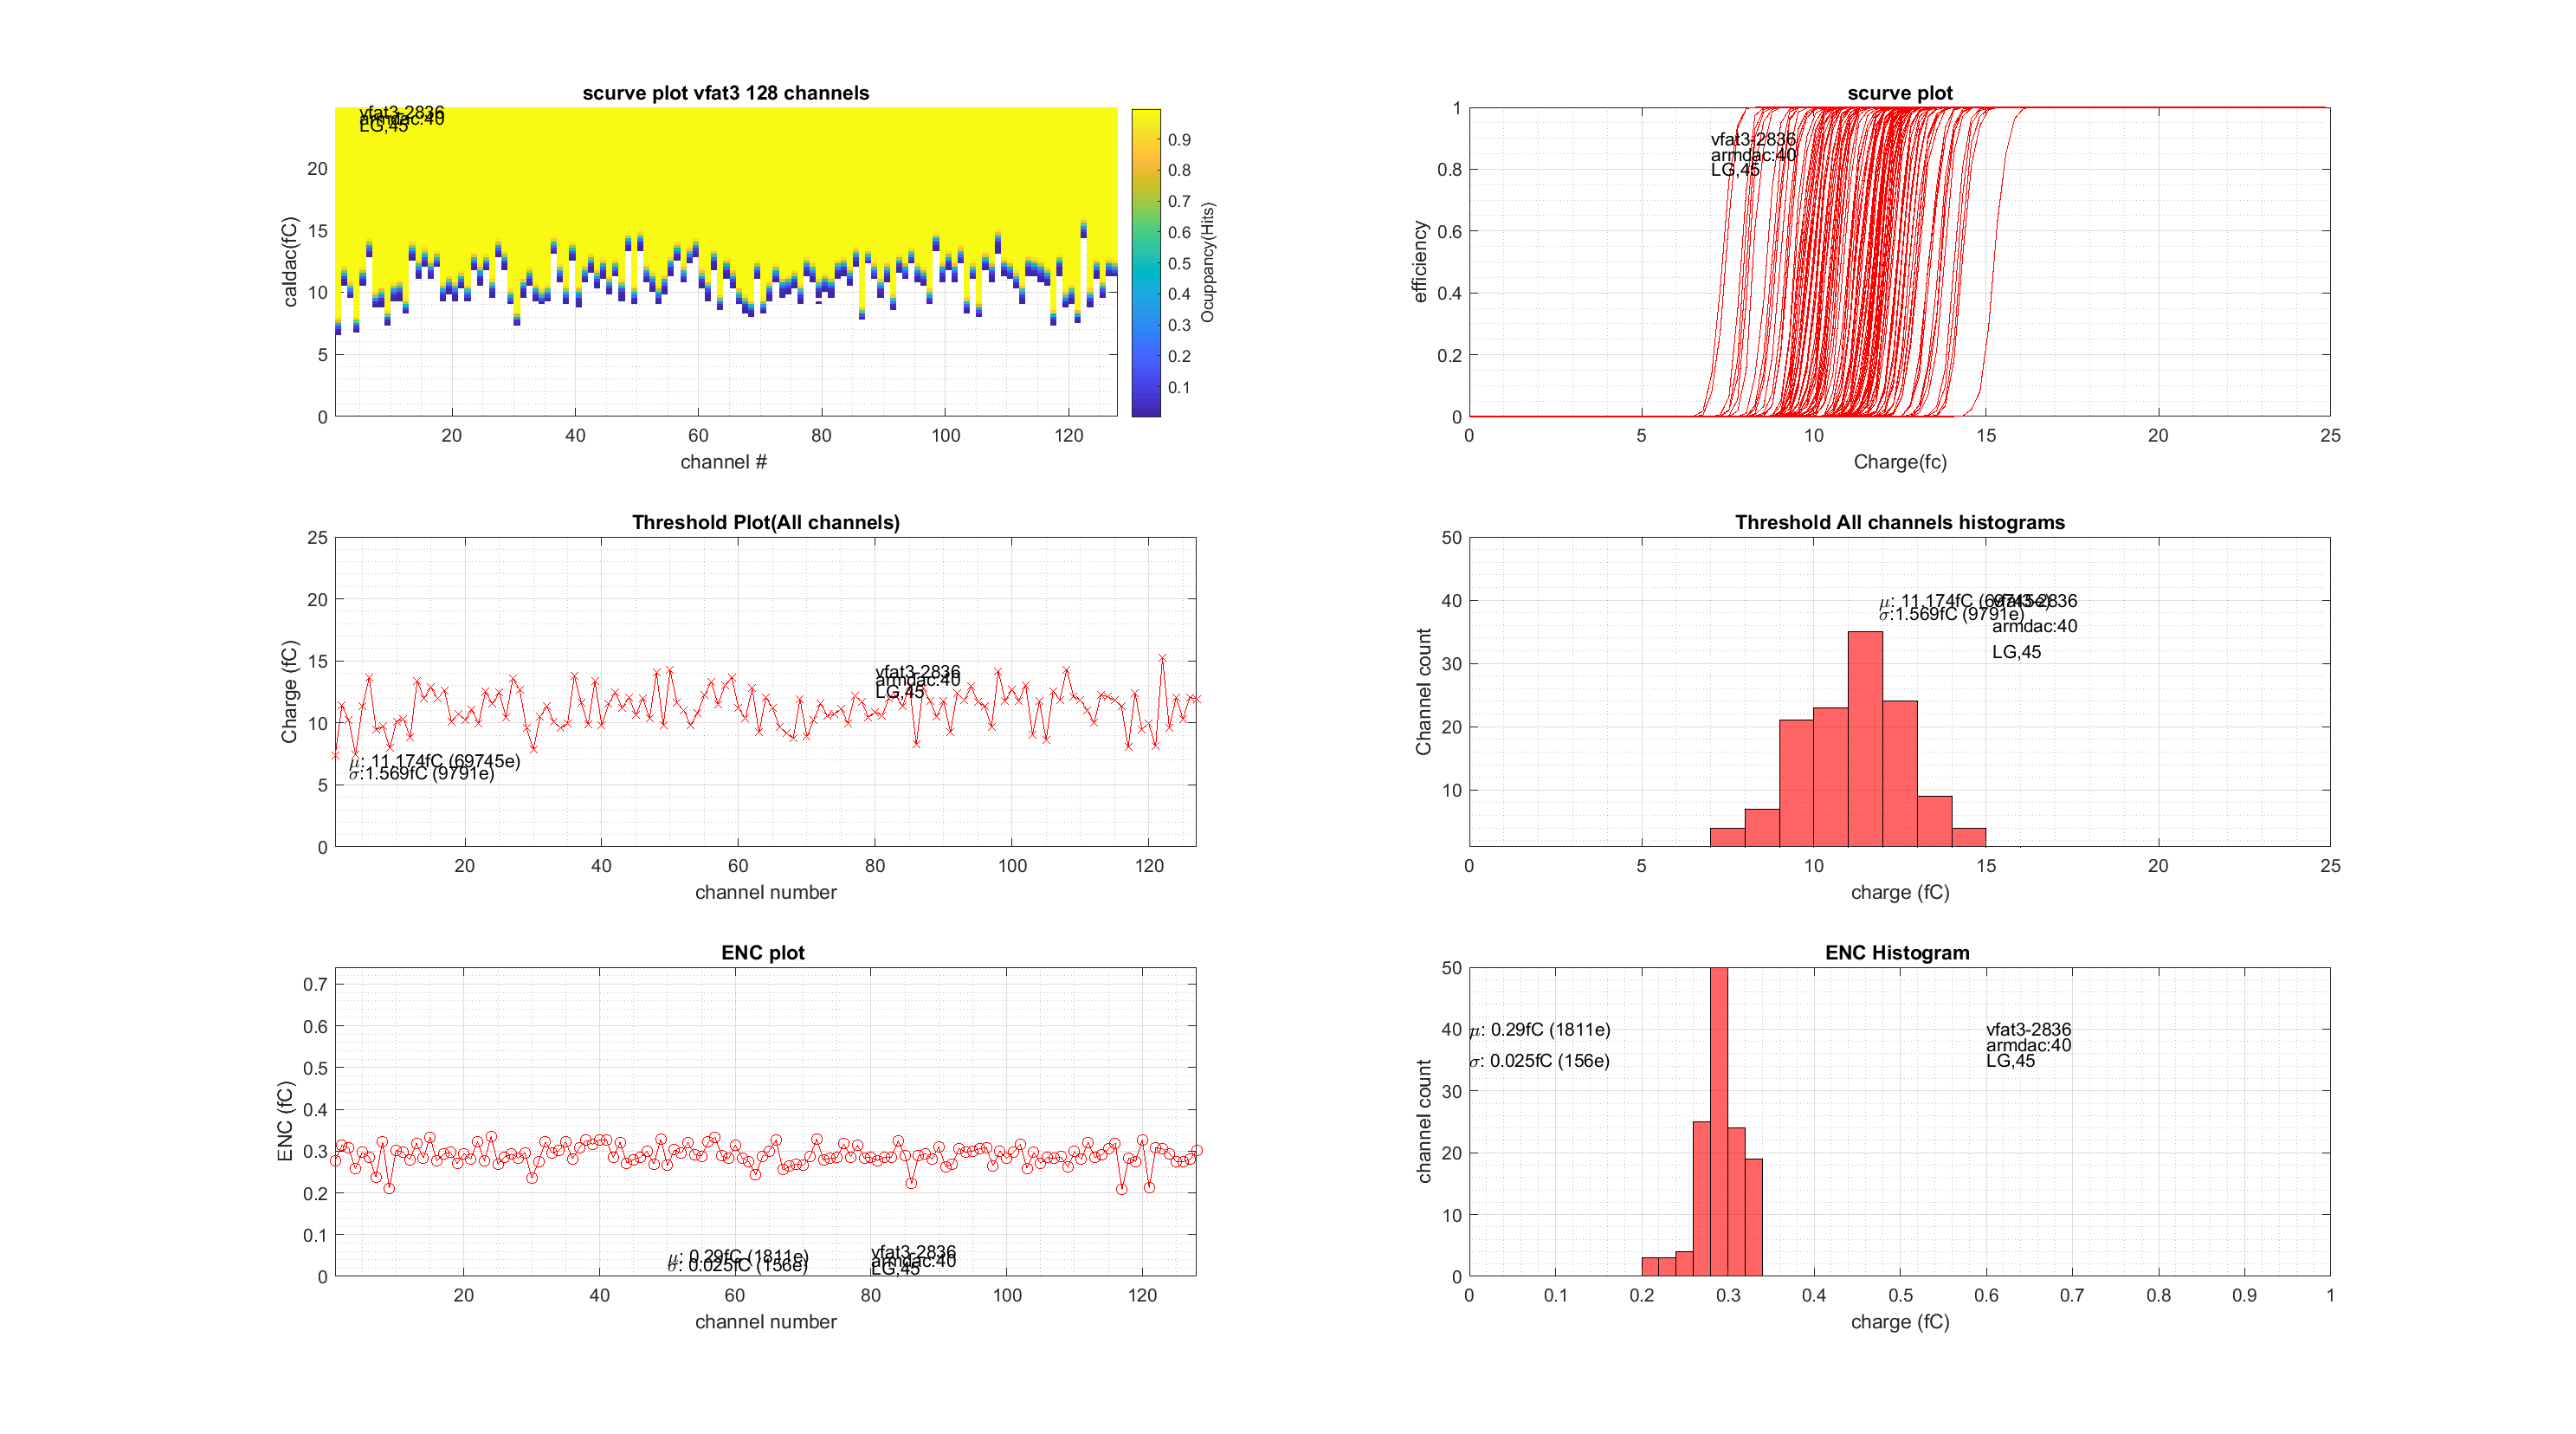 scurve plot vfat3 128 channels
vfat3-2836
armdac:40
LG,45
caldac(fC)
20
15
10
5
0
20 40 60 80 100 120
channel #
0.9
0.8
0.7
0.6
0.5
0.4
0.3
0.2
0.1
Ocuppancy(Hits)
scurve plot
vfat3-2836
armdac:40
LG,45
efficiency
1
0.8
0.6
0.4
0.2
0
0 5 10 15 20 25
Charge(fc)
Threshold Plot(All channels)
Charge (fC)
25
20
15
10
5
0
vfat3-2836
armdac:40
LG,45
μ: 11.174fC (69745e)
σ:1.569fC (9791e)
20 40 60 80 100 120
channel number
Threshold All channels histograms
Channel count
50
40
30
20
10
μ: 11.174fC (69745e)
σ:1.569fC (9791e)
vfat3-2836
armdac:40
LG,45
0 5 10 15 20 25
charge (fC)
ENC plot
ENC (fC)
0.7
0.6
0.5
0.4
0.3
0.2
0.1
0
μ: 0.29fC (1811e)
σ: 0.025fC (156e)
vfat3-2836
armdac:40
LG,45
20 40 60 80 100 120
channel number
ENC Histogram
channel count
50
40
30
20
10
0
μ: 0.29fC (1811e)
σ: 0.025fC (156e)
vfat3-2836
armdac:40
LG,45
0 0.1 0.2 0.3 0.4 0.5 0.6 0.7 0.8 0.9 1
charge (fC)